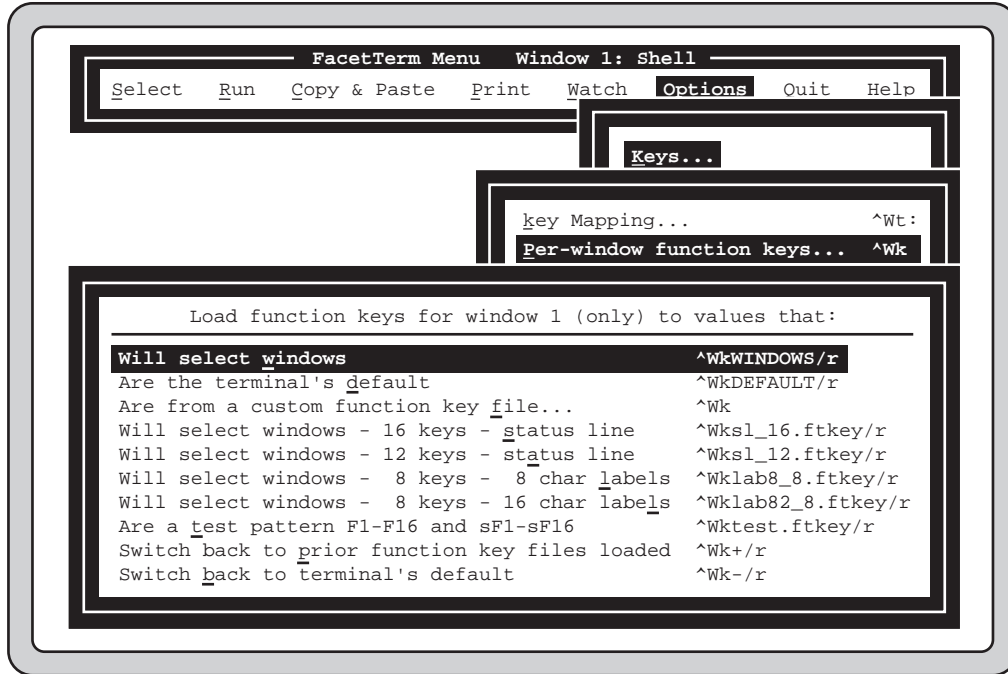 FacetTerm Menu Window 1: Shell
Select Run Copy & Paste Print Watch Options Quit Help
Keys...
key Mapping... ^Wt:
Per-window function keys... ^Wk
Load function keys for window 1 (only) to values that:
Will select windows ^WkWINDOWS/r
Are the terminal's default ^WkDEFAULT/r
Are from a custom function key file... ^Wk
Will select windows - 16 keys - status line ^Wksl_16.ftkey/r
Will select windows - 12 keys - status line ^Wksl_12.ftkey/r
Will select windows - 8 keys - 8 char labels ^Wklab8_8.ftkey/r
Will select windows - 8 keys - 16 char labels ^Wklab82_8.ftkey/r
Are a test pattern F1-F16 and sF1-sF16 ^Wktest.ftkey/r
Switch back to prior function key files loaded ^Wk+/r
Switch back to terminal's default ^Wk-/r